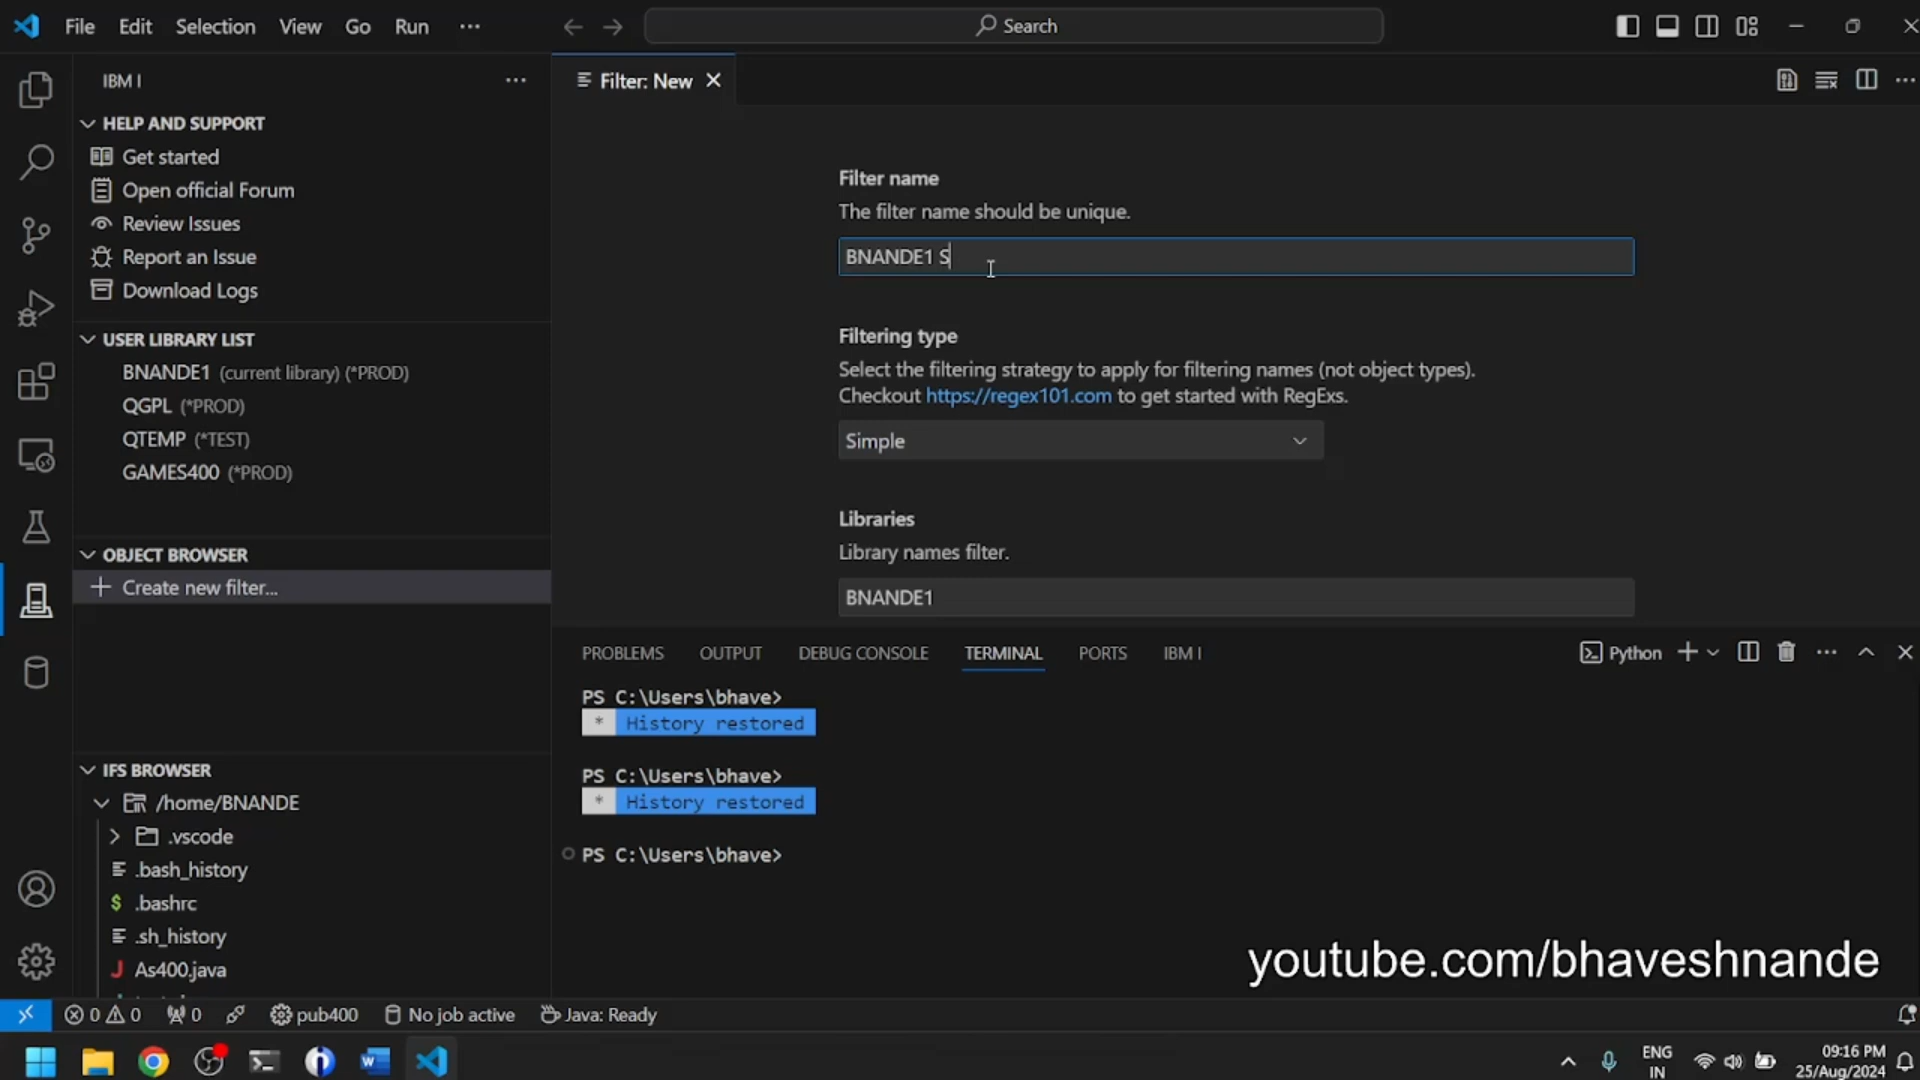 File Edit Selection View Go Run ···
Search
IBM I
Filter: New
HELP AND SUPPORT
Get started
Open official Forum
Review Issues
Report an Issue
Download Logs
USER LIBRARY LIST
BNANDE1 (current library) (*PROD)
QGPL (*PROD)
QTEMP (*TEST)
GAMES400 (*PROD)
OBJECT BROWSER
Create new filter...
IFS BROWSER
/home/BNANDE
.vscode
.bash_history
$ .bashrc
.sh_history
J As400.java
Filter name
The filter name should be unique.
BNANDE1 S
Filtering type
Select the filtering strategy to apply for filtering names (not object types).
Checkout https://regex101.com to get started with RegExs.
Simple
Libraries
Library names filter.
BNANDE1
PROBLEMS OUTPUT DEBUG CONSOLE TERMINAL PORTS IBM I
Python
PS C:\Users\bhave>
* History restored
PS C:\Users\bhave>
* History restored
PS C:\Users\bhave>
youtube.com/bhaveshnande
0 0 0 pub400 No job active Java: Ready
ENG
IN
09:16 PM
25/Aug/2024